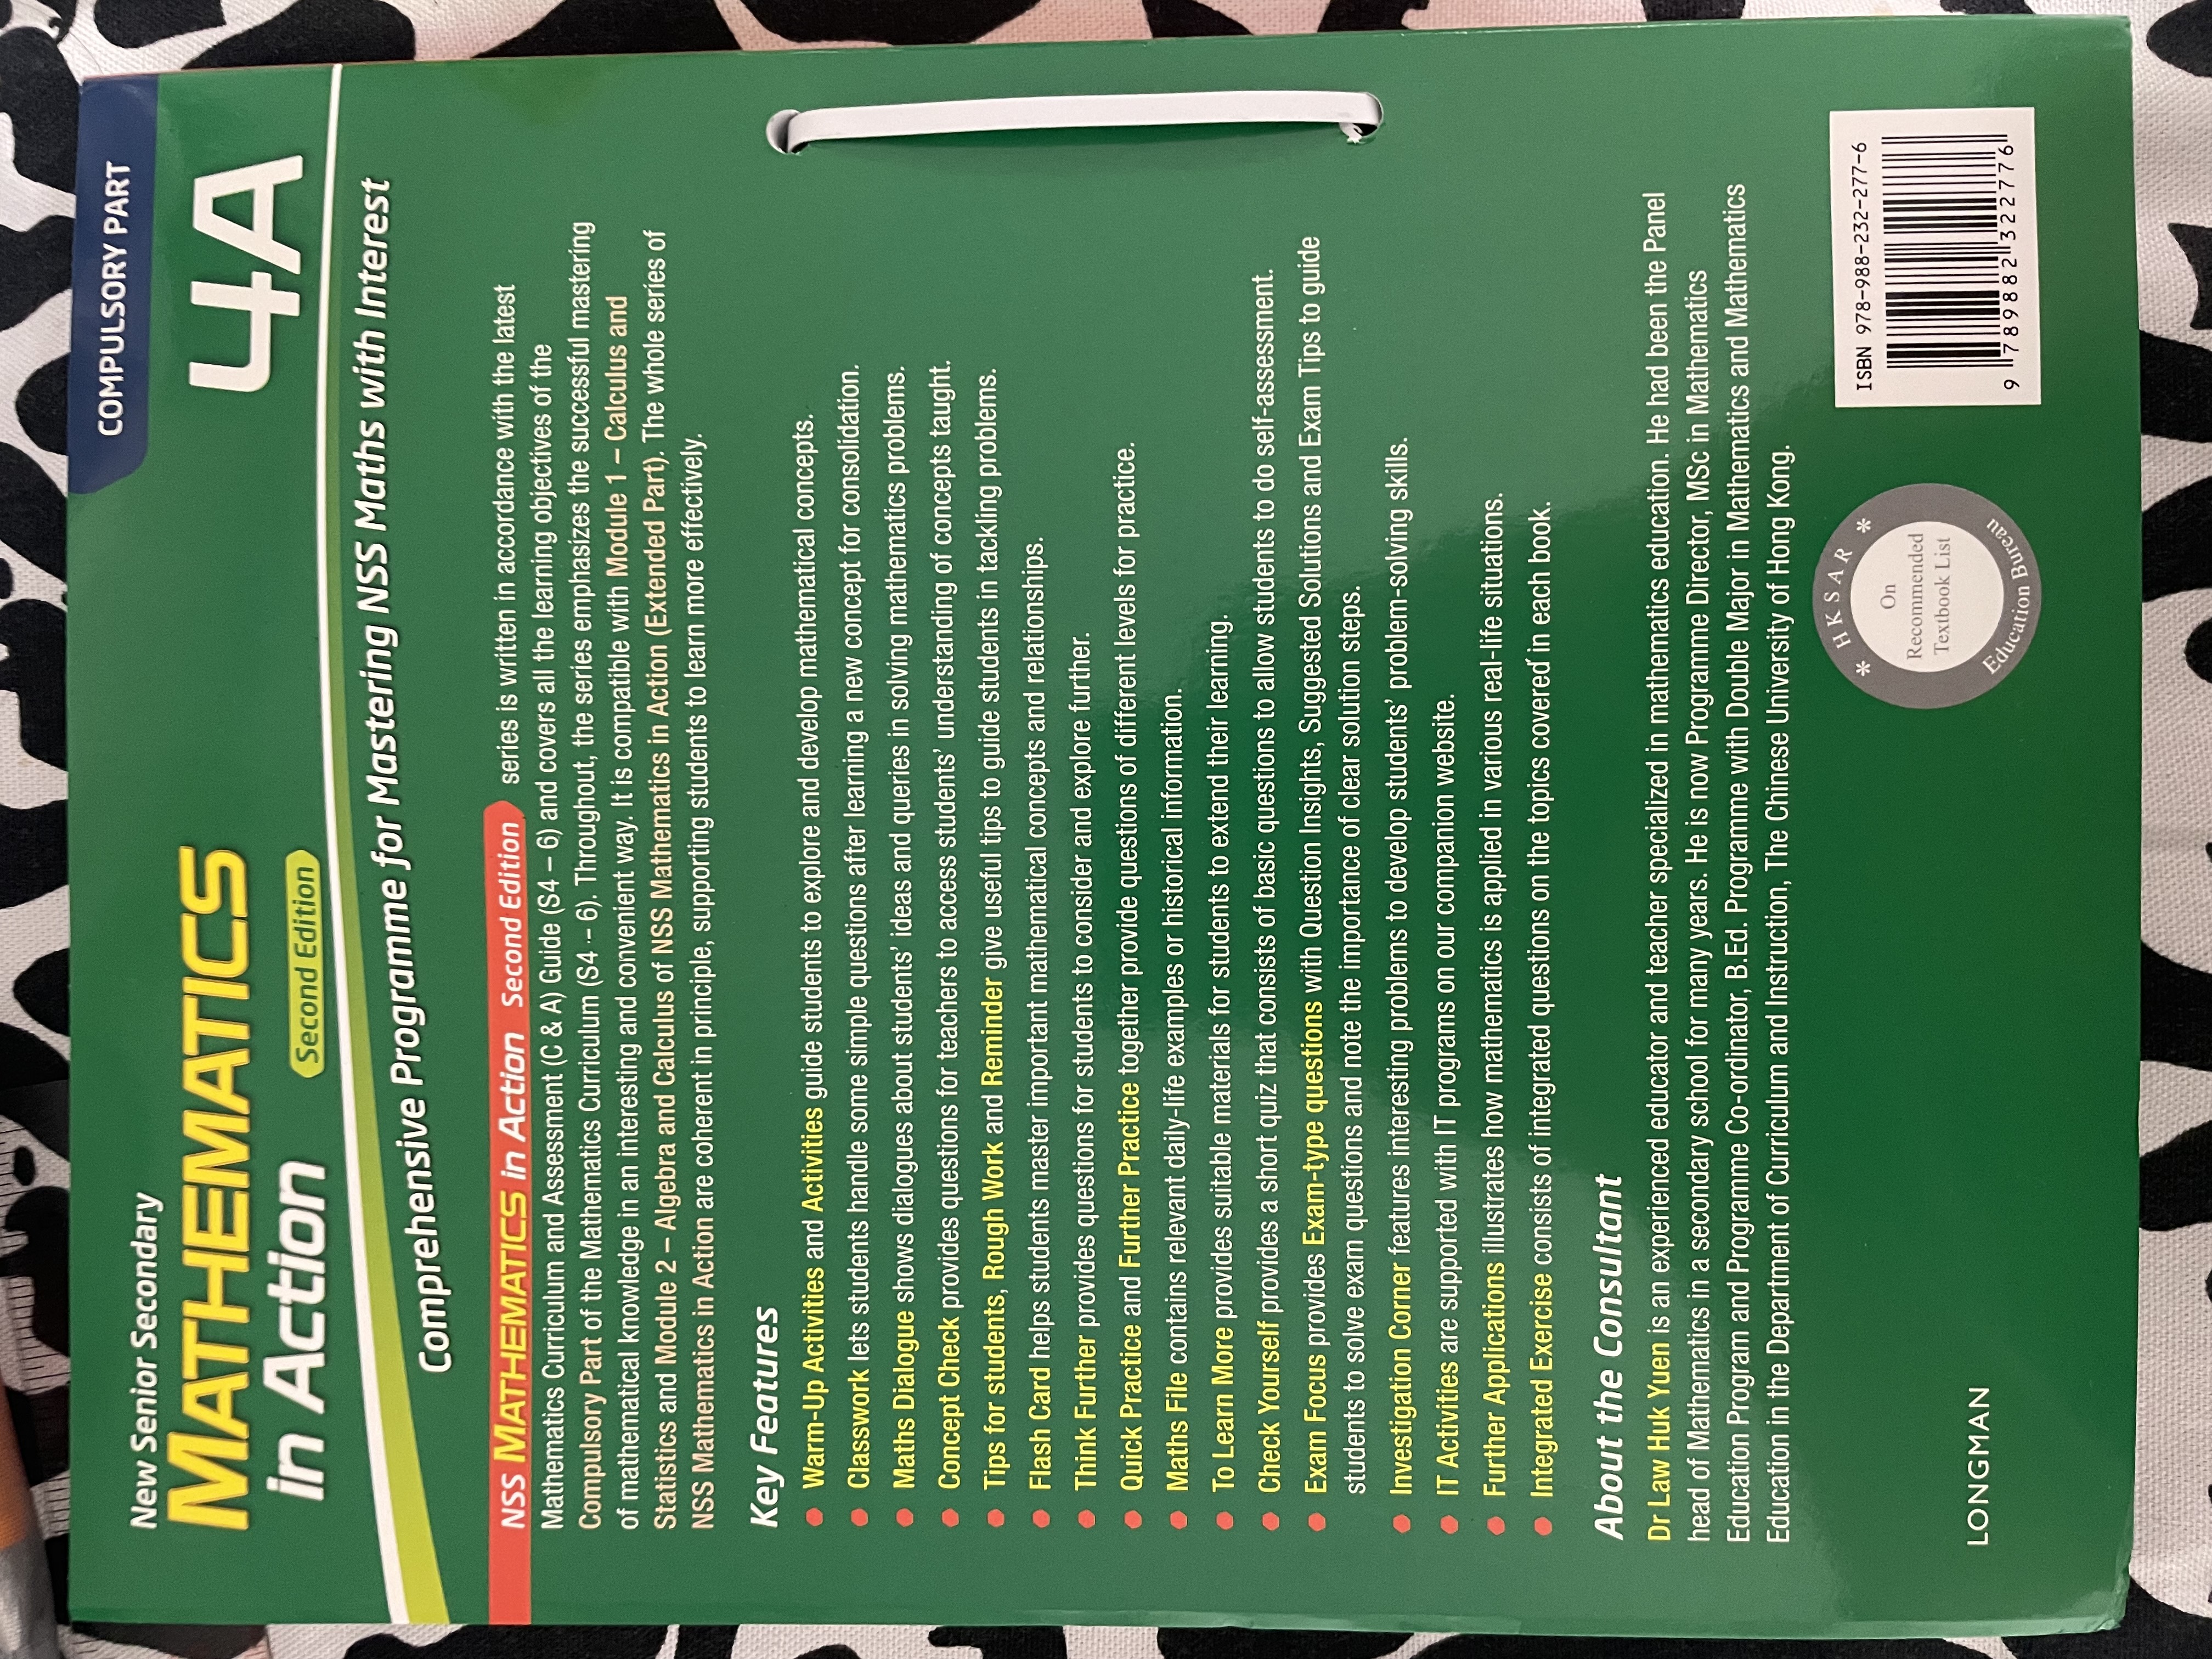 COMPULSORY PART
New Senior Secondary
MATHEMATICS
in Action
Second Edition
4A
Comprehensive Programme for Mastering NSS Maths with Interest
NSS MATHEMATICS in Action Second Edition series is written in accordance with the latest
Mathematics Curriculum and Assessment (C & A) Guide (S4 – 6) and covers all the learning objectives of the
Compulsory Part of the Mathematics Curriculum (S4 – 6). Throughout, the series emphasizes the successful mastering
of mathematical knowledge in an interesting and convenient way. It is compatible with Module 1 – Calculus and
Statistics and Module 2 – Algebra and Calculus of NSS Mathematics in Action (Extended Part). The whole series of
NSS Mathematics in Action are coherent in principle, supporting students to learn more effectively.
Key Features
Warm-Up Activities and Activities guide students to explore and develop mathematical concepts.
Classwork lets students handle some simple questions after learning a new concept for consolidation.
Maths Dialogue shows dialogues about students' ideas and queries in solving mathematics problems.
Concept Check provides questions for teachers to access students' understanding of concepts taught.
Tips for students, Rough Work and Reminder give useful tips to guide students in tackling problems.
Flash Card helps students master important mathematical concepts and relationships.
Think Further provides questions for students to consider and explore further.
Quick Practice and Further Practice together provide questions of different levels for practice.
Maths File contains relevant daily-life examples or historical information.
To Learn More provides suitable materials for students to extend their learning.
Check Yourself provides a short quiz that consists of basic questions to allow students to do self-assessment.
Exam Focus provides Exam-type questions with Question Insights, Suggested Solutions and Exam Tips to guide
students to solve exam questions and note the importance of clear solution steps.
Investigation Corner features interesting problems to develop students' problem-solving skills.
IT Activities are supported with IT programs on our companion website.
Further Applications illustrates how mathematics is applied in various real-life situations.
Integrated Exercise consists of integrated questions on the topics covered in each book.
About the Consultant
Dr Law Huk Yuen is an experienced educator and teacher specialized in mathematics education. He had been the Panel
head of Mathematics in a secondary school for many years. He is now Programme Director, MSc in Mathematics
Education Program and Programme Co-ordinator, B.Ed. Programme with Double Major in Mathematics and Mathematics
Education in the Department of Curriculum and Instruction, The Chinese University of Hong Kong.
* HKSAR *
On
Recommended
Textbook List
Education Bureau
ISBN 978-988-232-277-6
9 789882 322776
LONGMAN